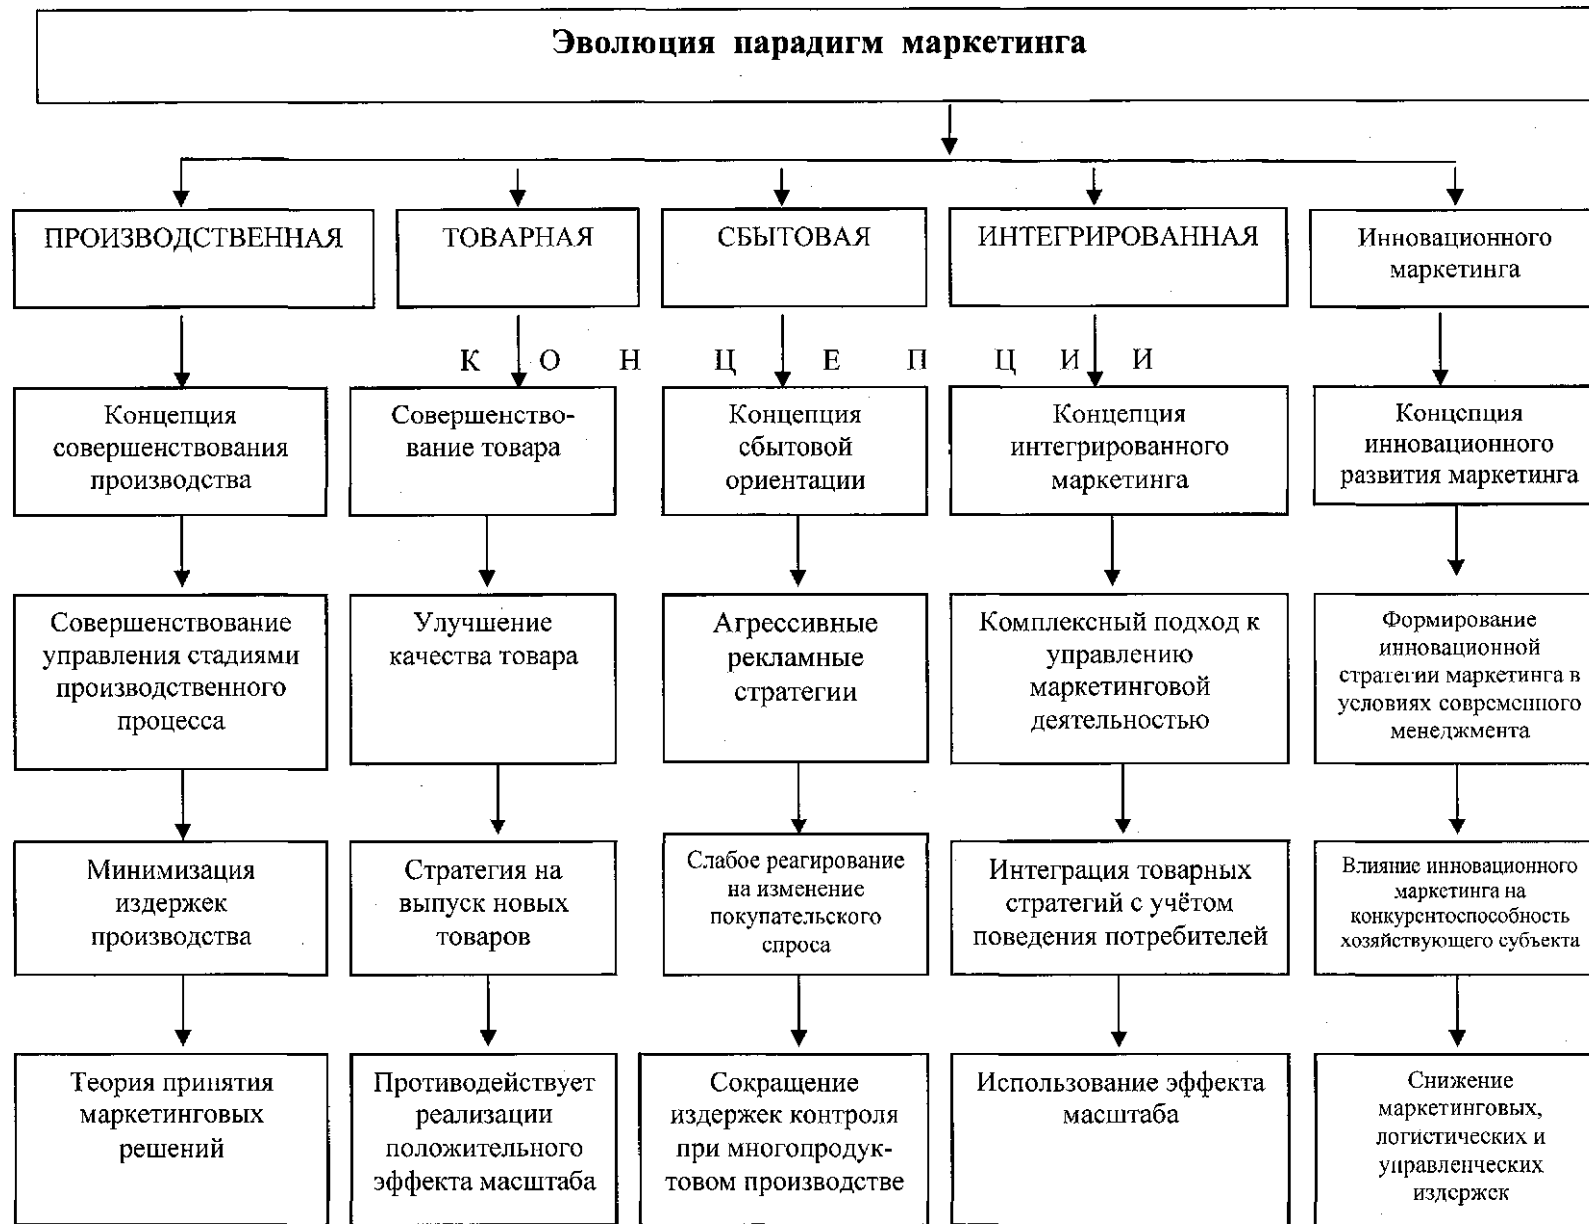 Эволюция парадигм маркетинга
ПРОИЗВОДСТВЕННАЯ
ТОВАРНАЯ
СБЫТОВАЯ
ИНТЕГРИРОВАННАЯ
Инновационного
маркетинга
К О Н Ц Е П Ц И И
Концепция
совершенствования
производства
Совершенство-
вание товара
Концепция
сбытовой
ориентации
Концепция
интегрированного
маркетинга
Концепция
инновационного
развития маркетинга
Совершенствование
управления стадиями
производственного
процесса
Улучшение
качества товара
Агрессивные
рекламные
стратегии
Комплексный подход к
управлению
маркетинговой
деятельностью
Формирование
инновационной
стратегии маркетинга в
условиях современного
менеджмента
Минимизация
издержек
производства
Стратегия на
выпуск новых
товаров
Слабое реагирование
на изменение
покупательского
спроса
Интеграция товарных
стратегий с учётом
поведения потребителей
Влияние инновационного
маркетинга на
конкурентоспособность
хозяйствующего субъекта
Теория принятия
маркетинговых
решений
Противодействует
реализации
положительного
эффекта масштаба
Сокращение
издержек контроля
при многопродук-
товом производстве
Использование эффекта
масштаба
Снижение
маркетинговых,
логистических и
управленческих
издержек